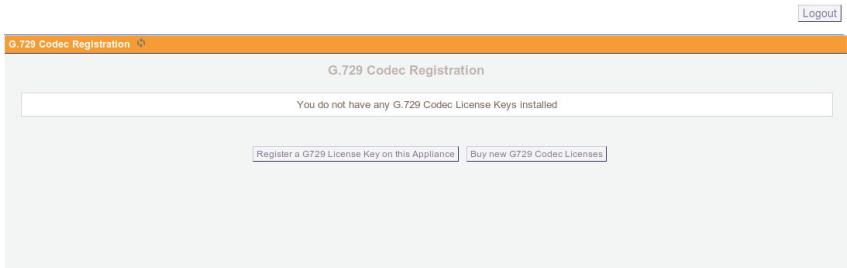 Logout
G.729 Codec Registration
G.729 Codec Registration
You do not have any G.729 Codec License Keys installed
Register a G729 License Key on this Appliance
Buy new G729 Codec Licenses